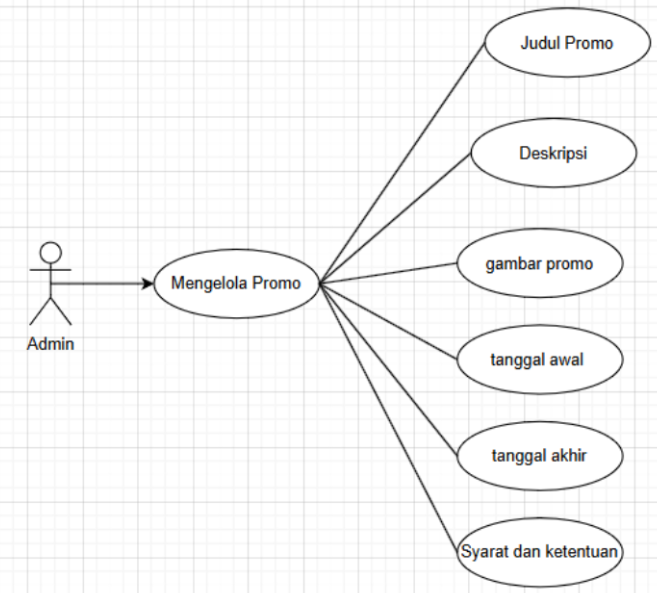 Judul Promo
Deskripsi
gambar promo
Mengelola Promo
Admin
tanggal awal
tanggal akhir
Syarat dan ketentuan